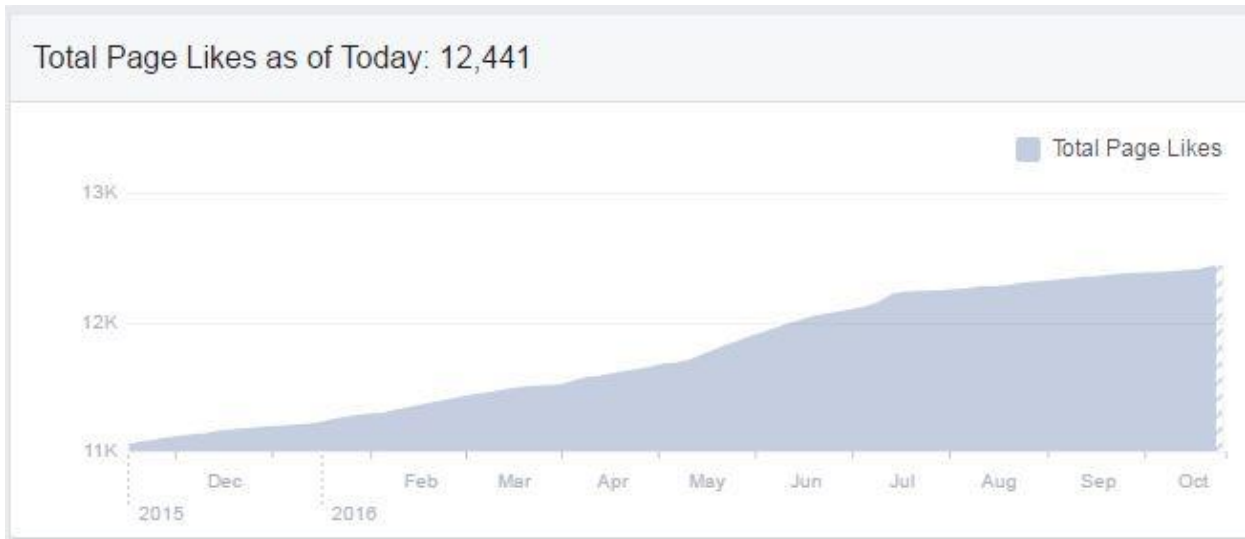 Total Page Likes as of Today: 12,441
Total Page Likes
13K
12K
11K
Dec Feb Mar Apr May Jun Jul Aug Sep Oct
2015 2016